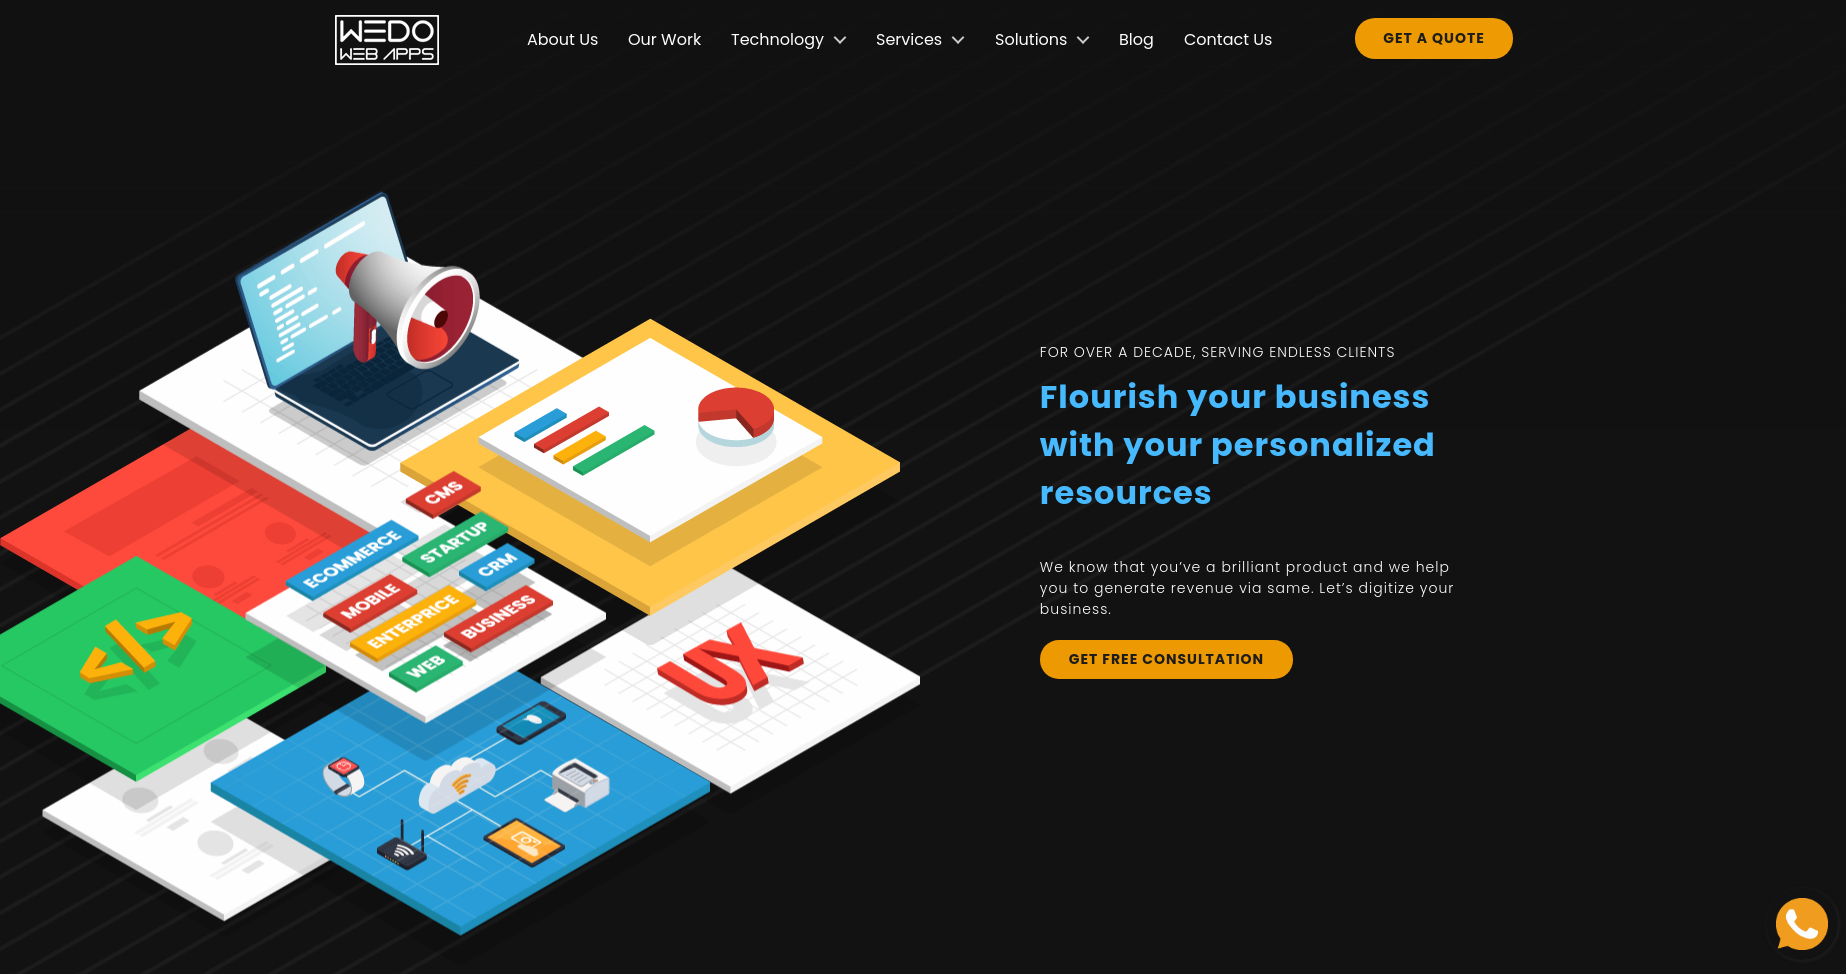 WEDO
WEB APPS
About Us
Our Work
Technology
Services
Solutions
Blog
Contact Us
GET A QUOTE
FOR OVER A DECADE, SERVING ENDLESS CLIENTS
Flourish your business
with your personalized
resources
We know that you’ve a brilliant product and we help
you to generate revenue via same. Let’s digitize your
business.
GET FREE CONSULTATION
CMS
STARTUP
ECOMMERCE
CRM
MOBILE
ENTERPRICE
BUSINESS
WEB
</>
UX